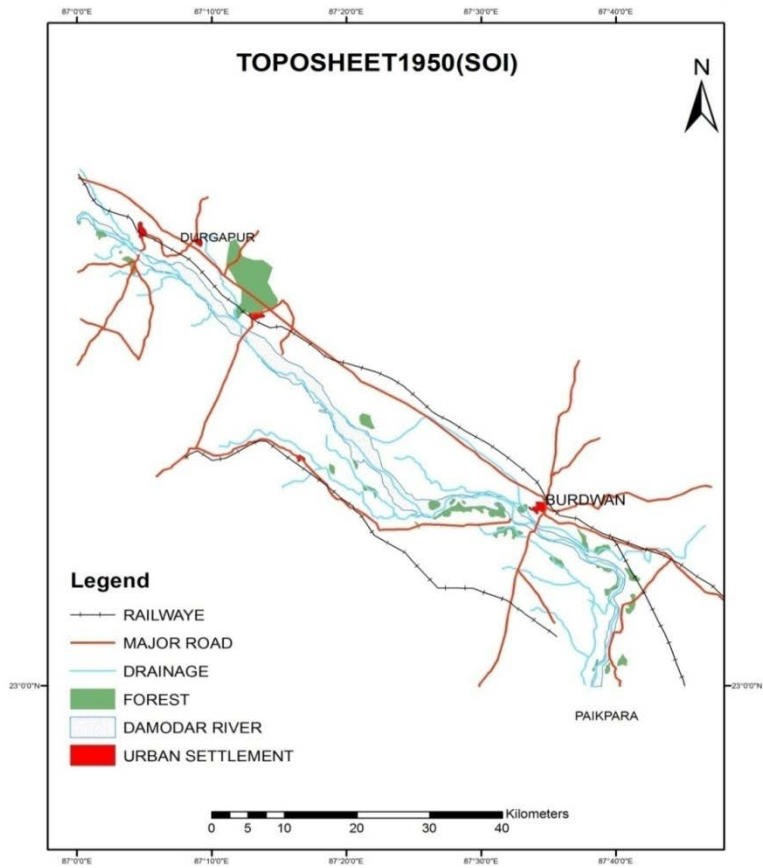 87°0'0"E 87°10'0"E 87°20'0"E 87°30'0"E 87°40'0"E
TOPOSHEET1950(SOI)
N
DURGAPUR
BURDWAN
Legend
RAILWAYE
MAJOR ROAD
DRAINAGE
FOREST
DAMODAR RIVER
URBAN SETTLEMENT
23°0'0"N 23°0'0"N
PAIKPARA
Kilometers
0 5 10 20 30 40
87°0'0"E 87°10'0"E 87°20'0"E 87°30'0"E 87°40'0"E